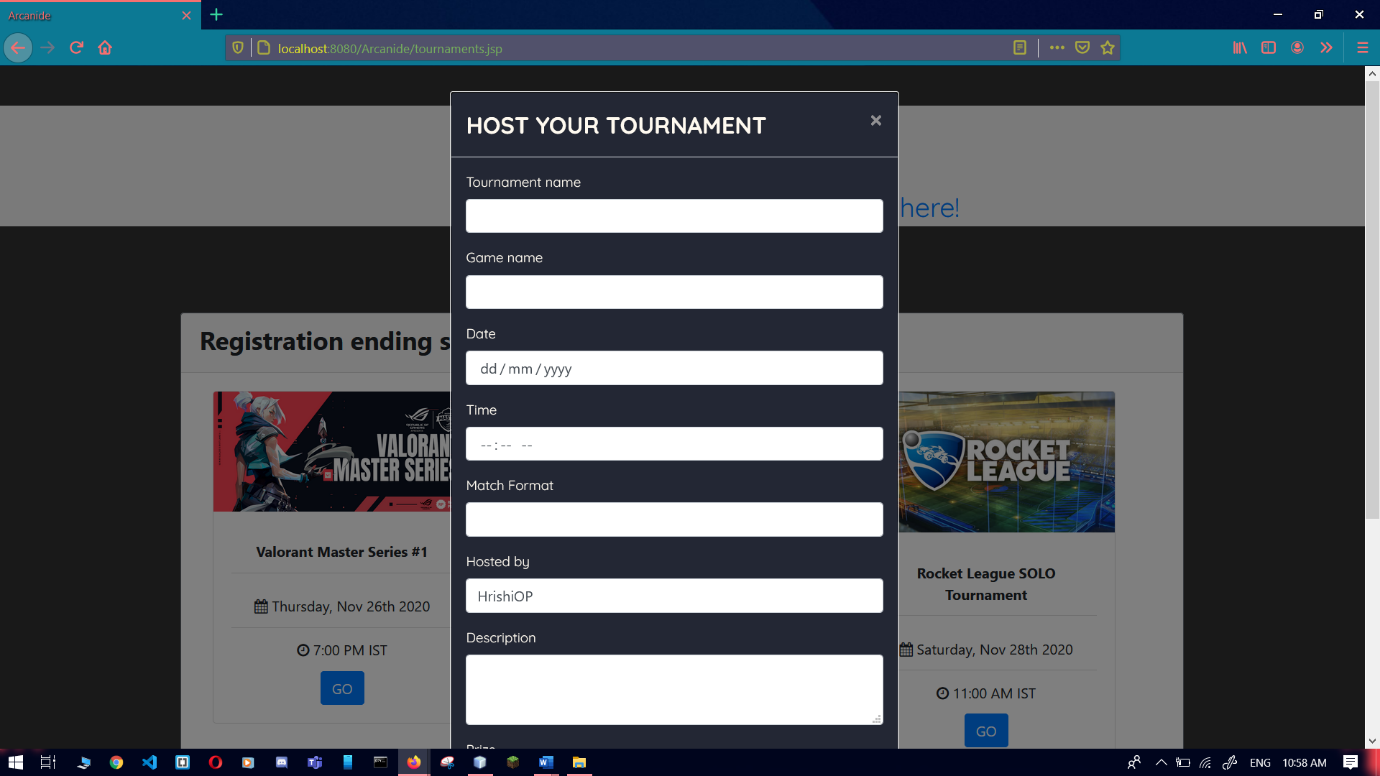 Arcanide
localhost:8080/Arcanide/tournaments.jsp
HOST YOUR TOURNAMENT
×
Tournament name
here!
Game name
Registration ending s
Date
dd / mm / yyyy
Time
-- : -- --
VALORANT
MASTER SERIES
ROCKET
LEAGUE
Match Format
Valorant Master Series #1
Hosted by
HrishiOP
Rocket League SOLO
Tournament
Thursday, Nov 26th 2020
Description
7:00 PM IST
Saturday, Nov 28th 2020
GO
11:00 AM IST
GO
Prize
ENG
10:58 AM